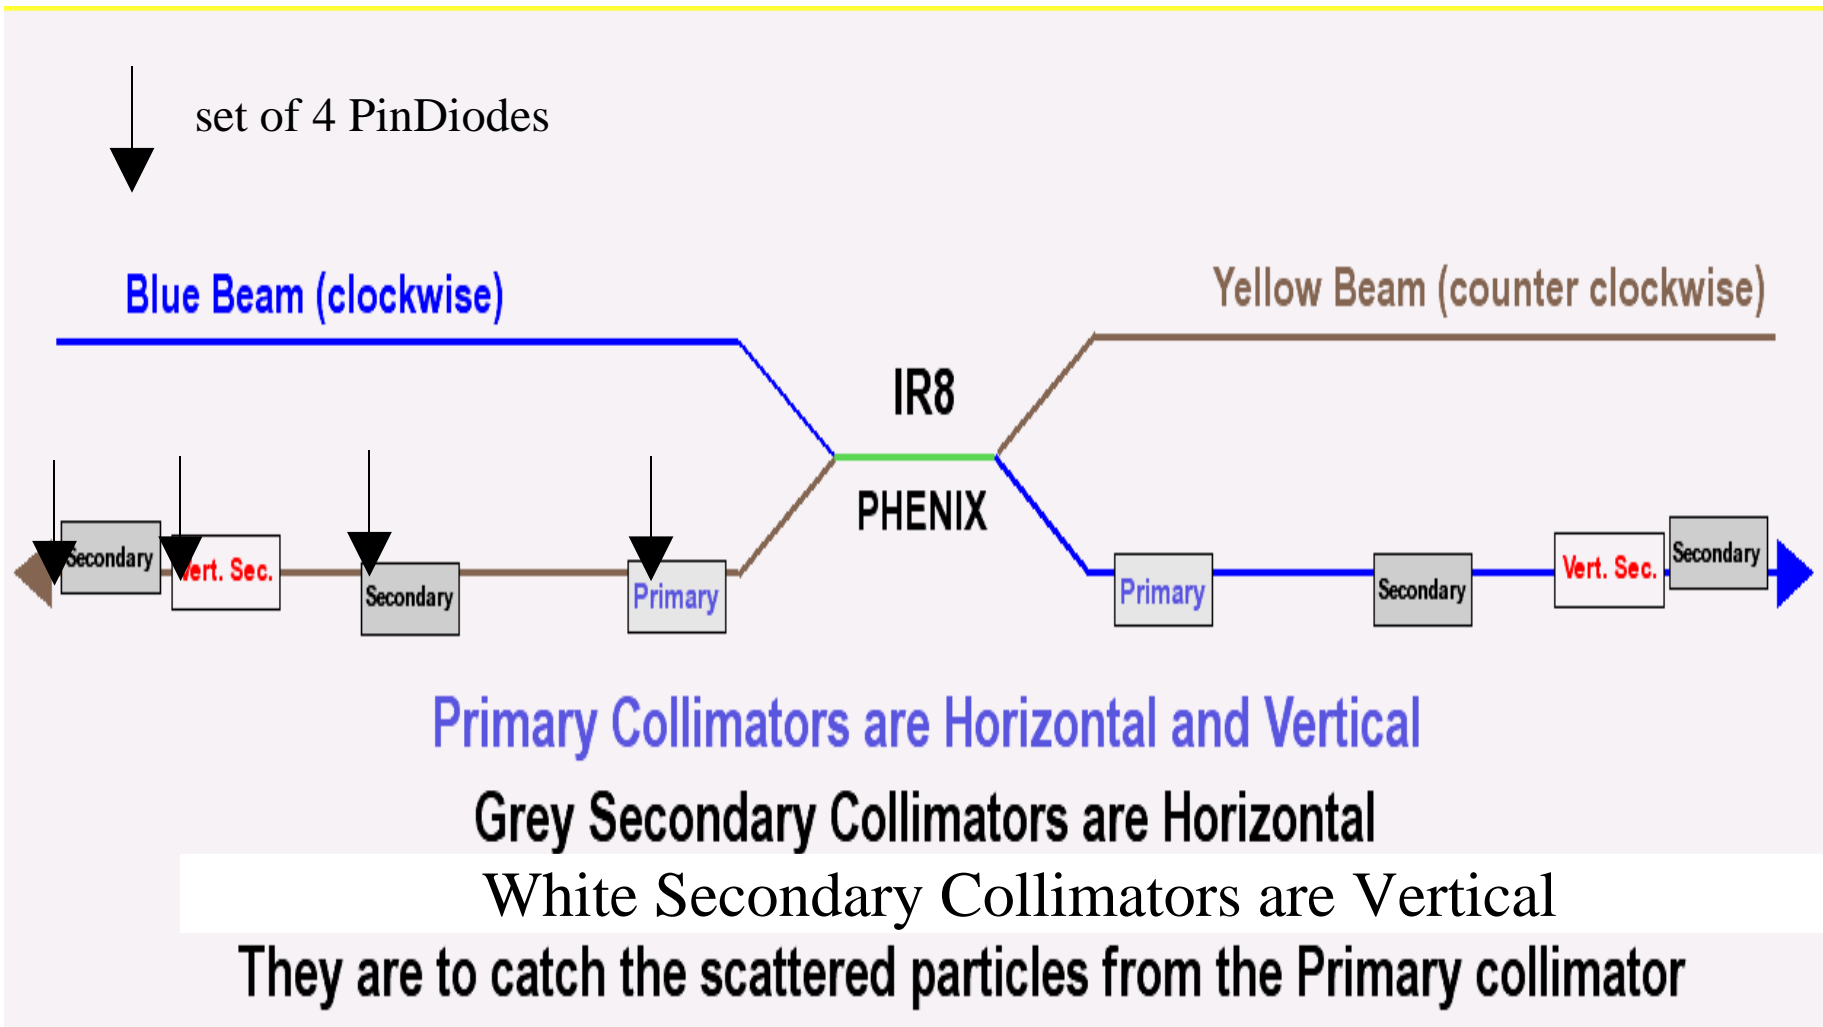 set of 4 PinDiodes
Blue Beam (clockwise)
Yellow Beam (counter clockwise)
IR8
PHENIX
Secondary
Vert. Sec.
Secondary
Primary
Primary
Secondary
Vert. Sec.
Secondary
Primary Collimators are Horizontal and Vertical
Grey Secondary Collimators are Horizontal
White Secondary Collimators are Vertical
They are to catch the scattered particles from the Primary collimator